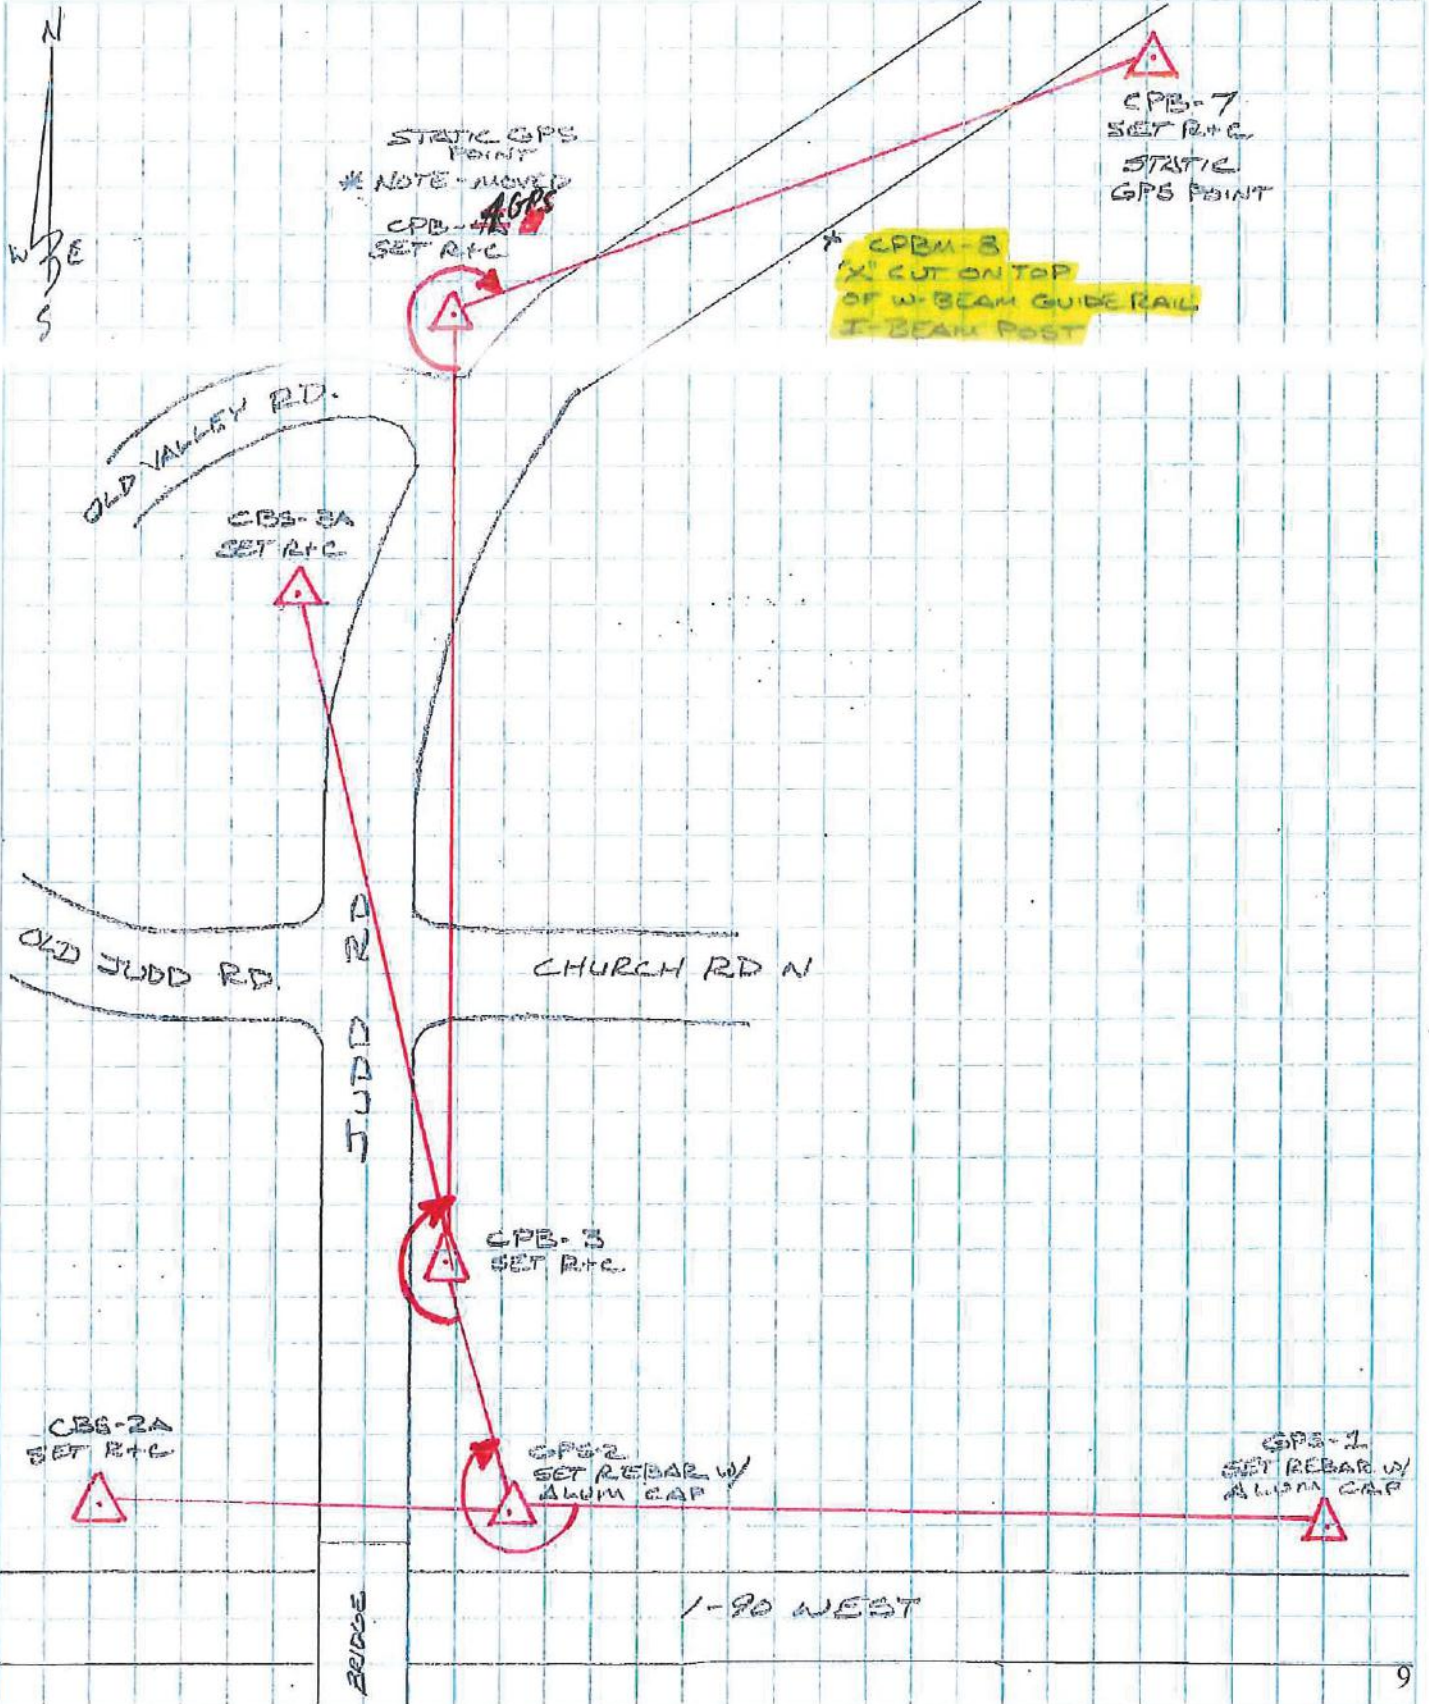 N
W E
S
STATIC GPS
POINT
* NOTE - MOVED
CPB-4GPS
SET R+C
CPB-7
SET R+C
STATIC
GPS POINT
* CPBM-8
"X" CUT ON TOP
OF W-BEAM GUIDE RAIL
I-BEAM POST
OLD VALLEY RD.
CBS-3A
SET R+C
OLD JUDD RD.
JUDD RD
CHURCH RD N
CPB-3
SET R+C
CBS-2A
SET R+C
GPS-2
SET REBAR W/
ALUM CAP
GPS-1
SET REBAR W/
ALUM CAP
I-90 WEST
BRIDGE
9